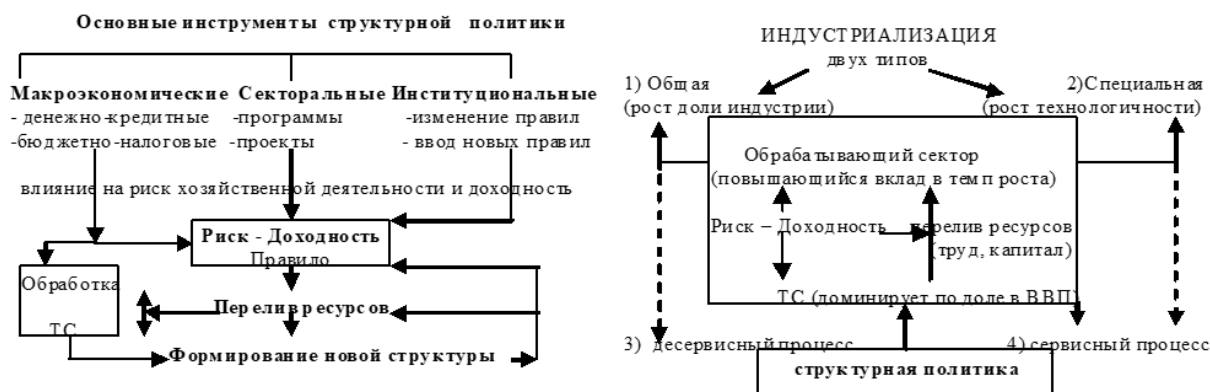 Основные инструменты структурной политики
Макроэкономические Секторальные Институциональные
- денежно-кредитные -программы -изменение правил
-бюджетно-налоговые -проекты - ввод новых правил
влияние на риск хозяйственной деятельности и доходность
Риск - Доходность
Правило
Обработка
ТС
Перелив ресурсов
Формирование новой структуры
ИНДУСТРИАЛИЗАЦИЯ
двух типов
1) Общая 2)Специальная
(рост доли индустрии) (рост технологичности)
Обрабатывающий сектор
(повышающийся вклад в темп роста)
Риск – Доходность перелив ресурсов
(труд, капитал)
ТС (доминирует по доле в ВВП)
3) десервисный процесс 4) сервисный процесс
структурная политика